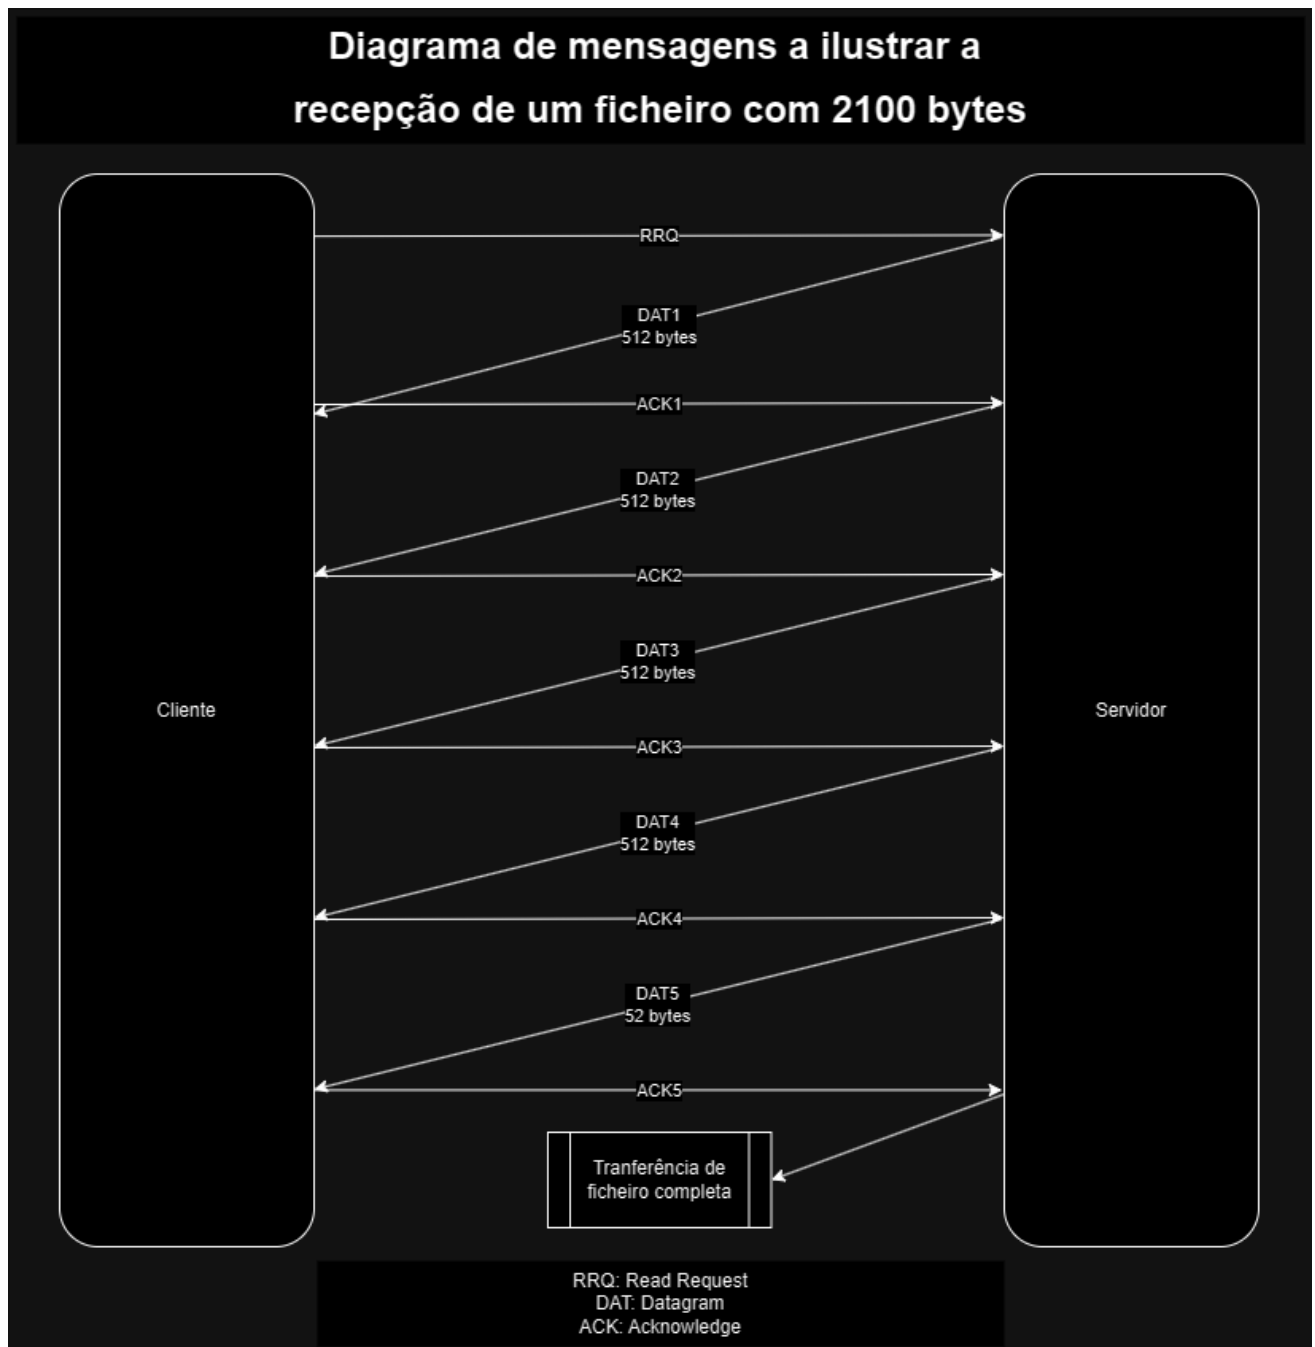 Diagrama de mensagens a ilustrar a
recepção de um ficheiro com 2100 bytes
RRQ
DAT1
512 bytes
ACK1
DAT2
512 bytes
ACK2
DAT3
512 bytes
Cliente
Servidor
ACK3
DAT4
512 bytes
ACK4
DAT5
52 bytes
ACK5
Tranferência de
ficheiro completa
RRQ: Read Request
DAT: Datagram
ACK: Acknowledge